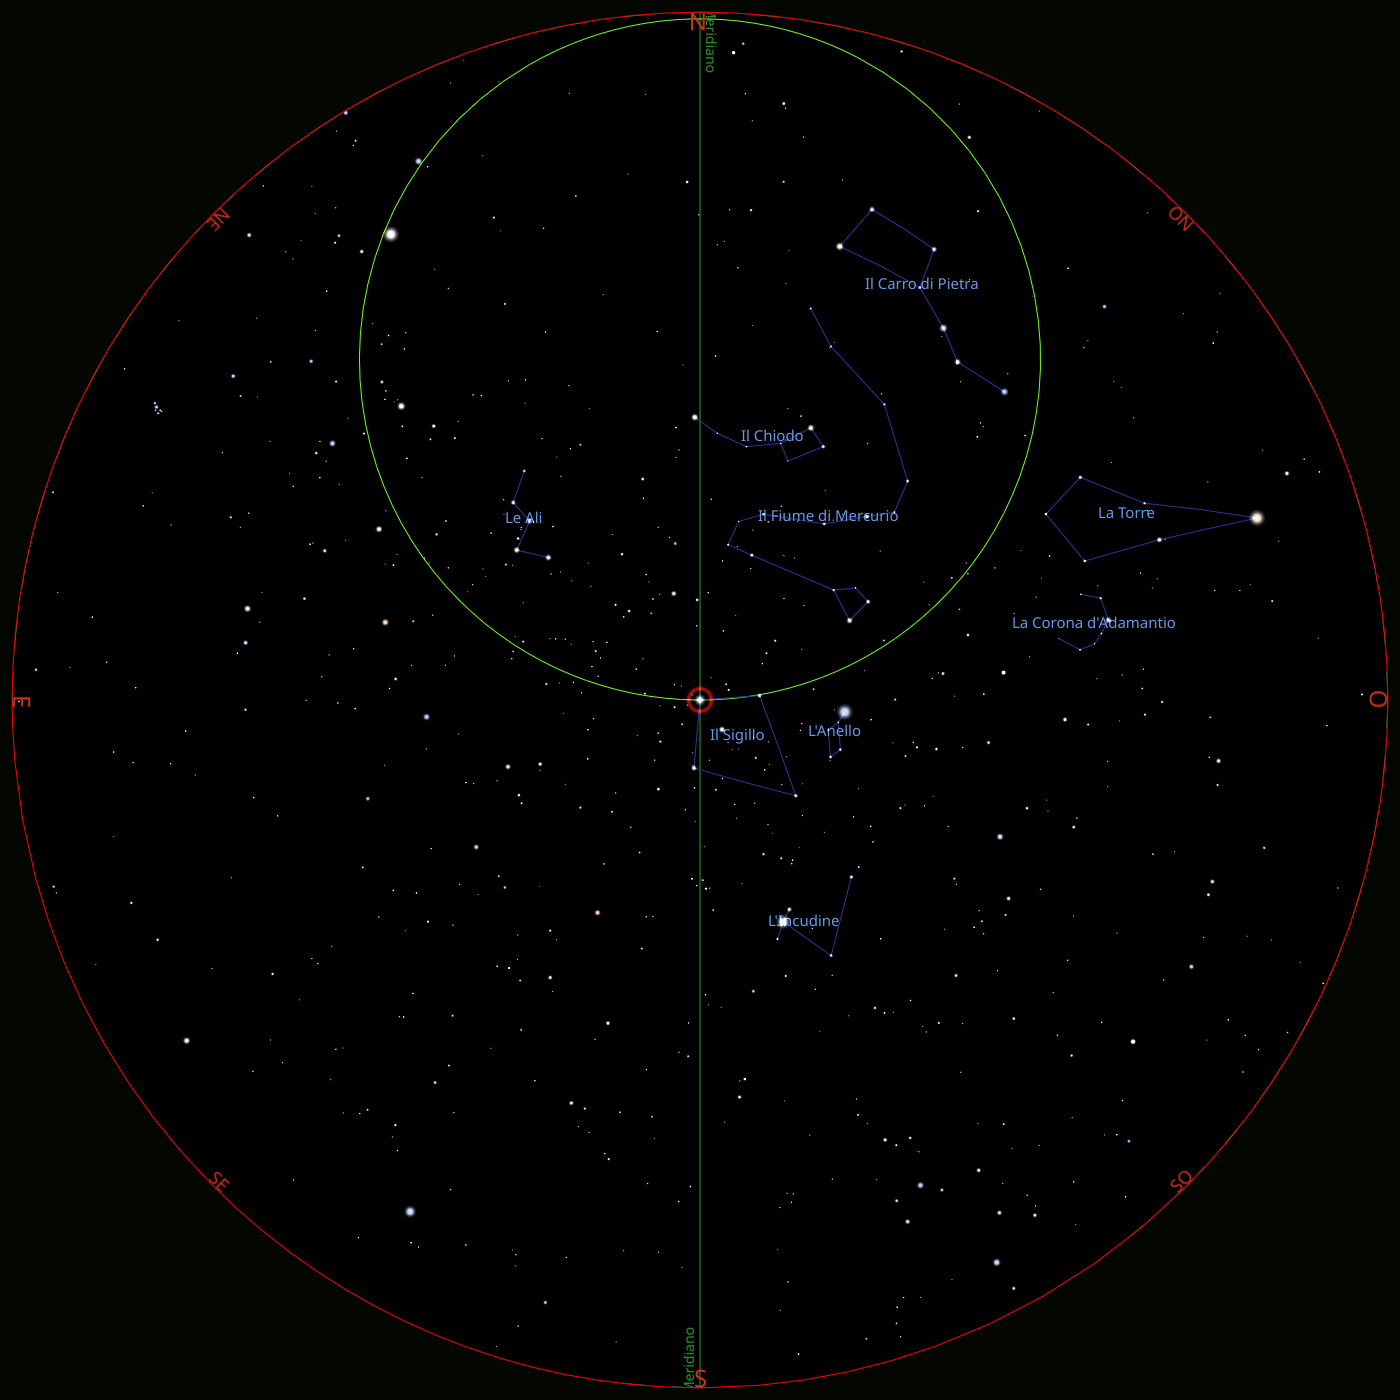 N
Meridiano
NE
NO
Il Carro di Pietra
Il Chiodo
Le Ali
Il Fiume di Mercurio
La Torre
La Corona d'Adamantio
E
O
Il Sigillo
L'Anello
L'Incudine
SE
SO
Meridiano
S